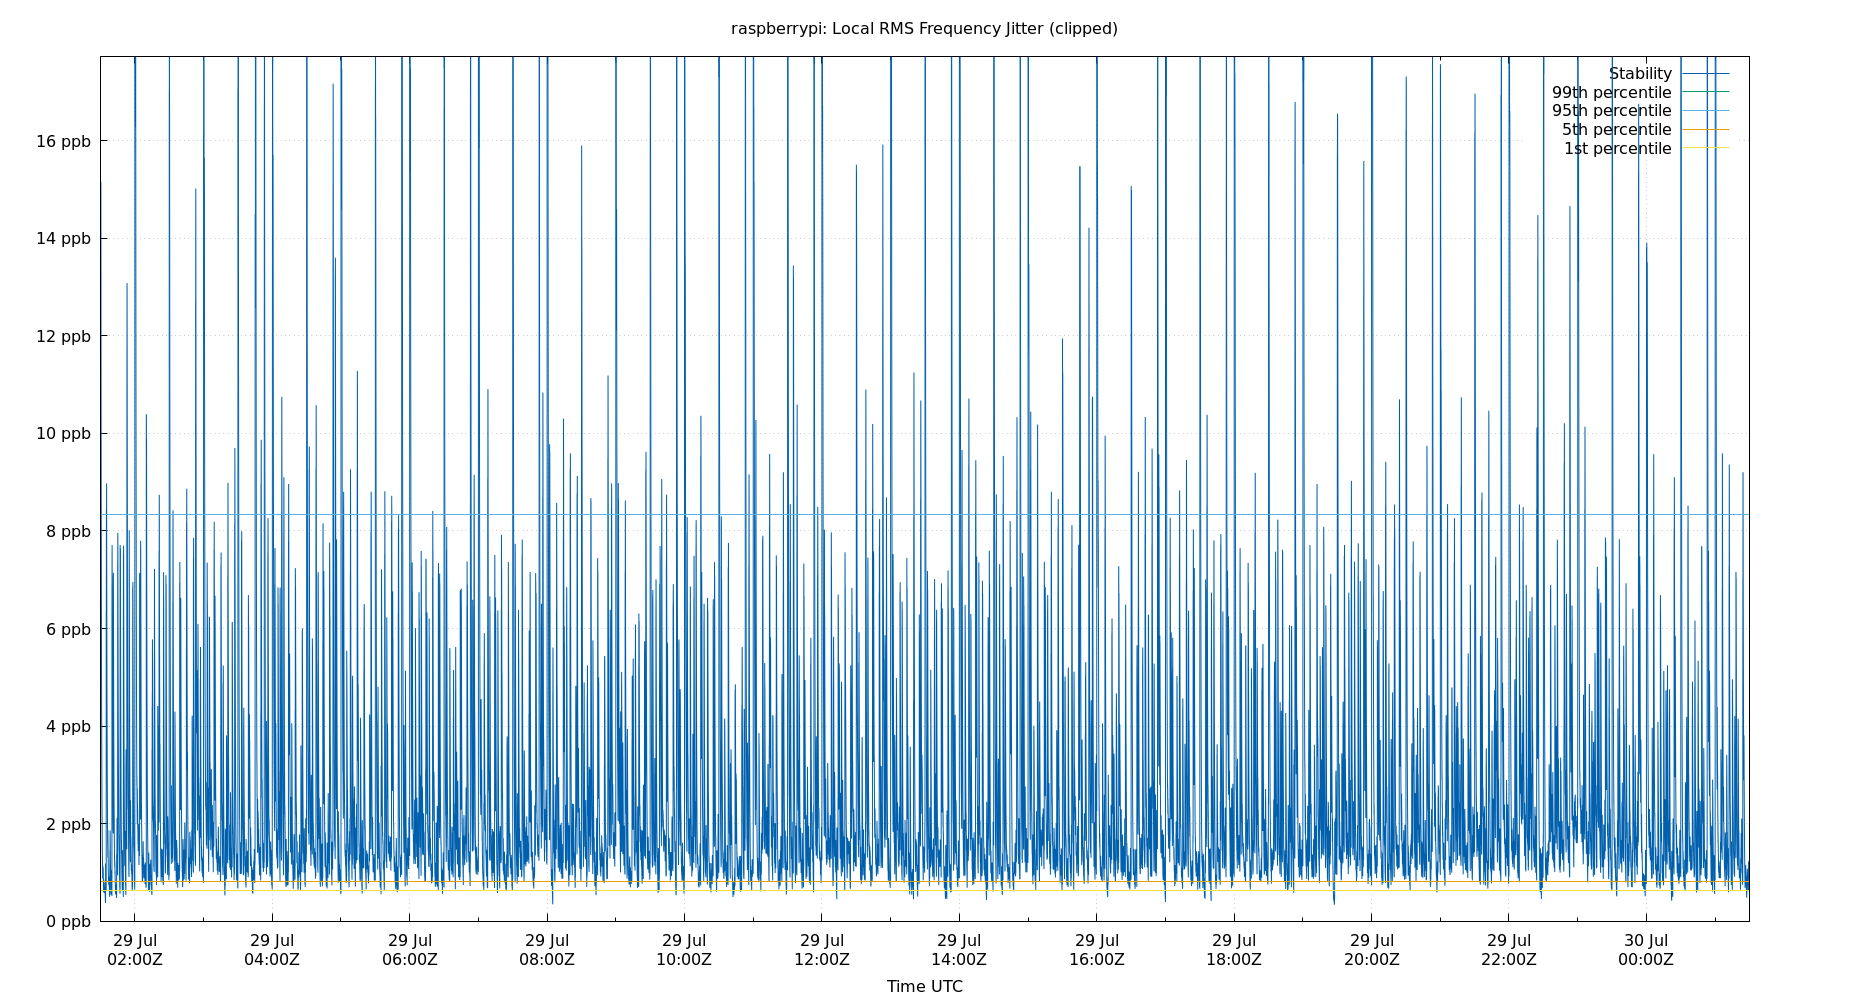 raspberrypi: Local RMS Frequency Jitter (clipped)
Stability
99th percentile
95th percentile
5th percentile
1st percentile
16 ppb
14 ppb
12 ppb
10 ppb
8 ppb
6 ppb
4 ppb
2 ppb
0 ppb
29 Jul 29 Jul 29 Jul 29 Jul 29 Jul 29 Jul 29 Jul 29 Jul 29 Jul 29 Jul 29 Jul 30 Jul
02:00Z 04:00Z 06:00Z 08:00Z 10:00Z 12:00Z 14:00Z 16:00Z 18:00Z 20:00Z 22:00Z 00:00Z
Time UTC